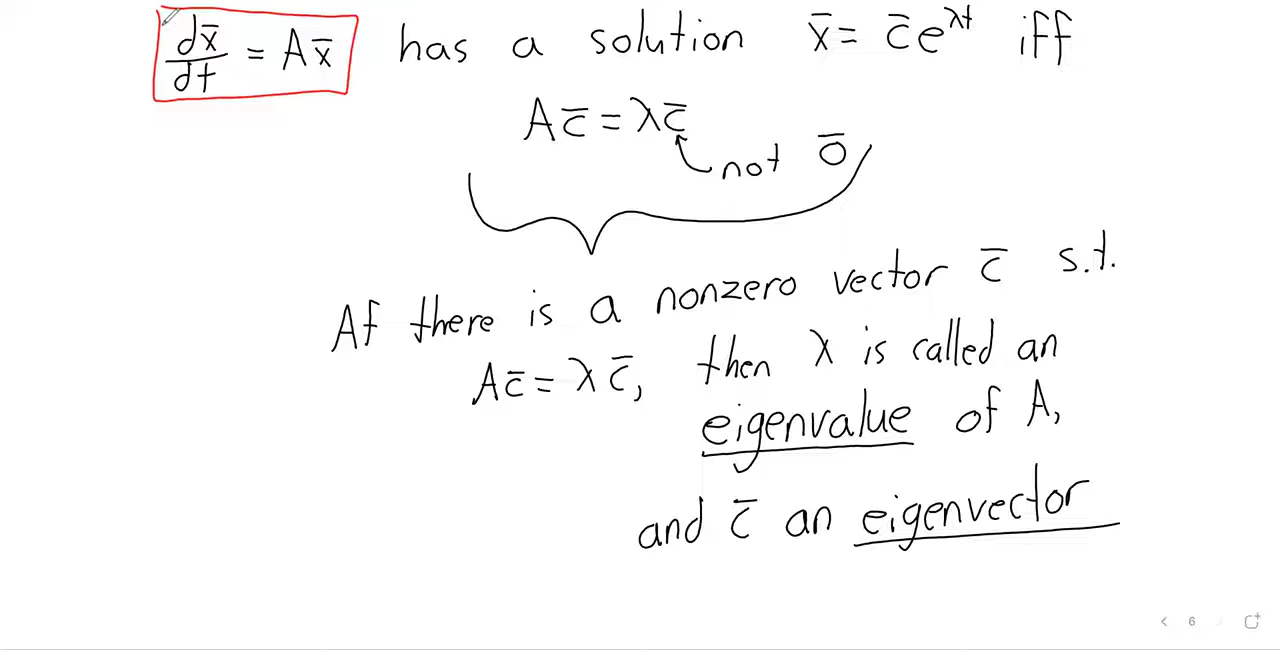 dx̄/dt = Ax̄ has a solution x̄ = c̄e^λt iff
Ac̄ = λc̄
not 0̄
Af there is a nonzero vector c̄ s.t.
Ac̄ = λc̄, then λ is called an
eigenvalue of A,
and c̄ an eigenvector
6